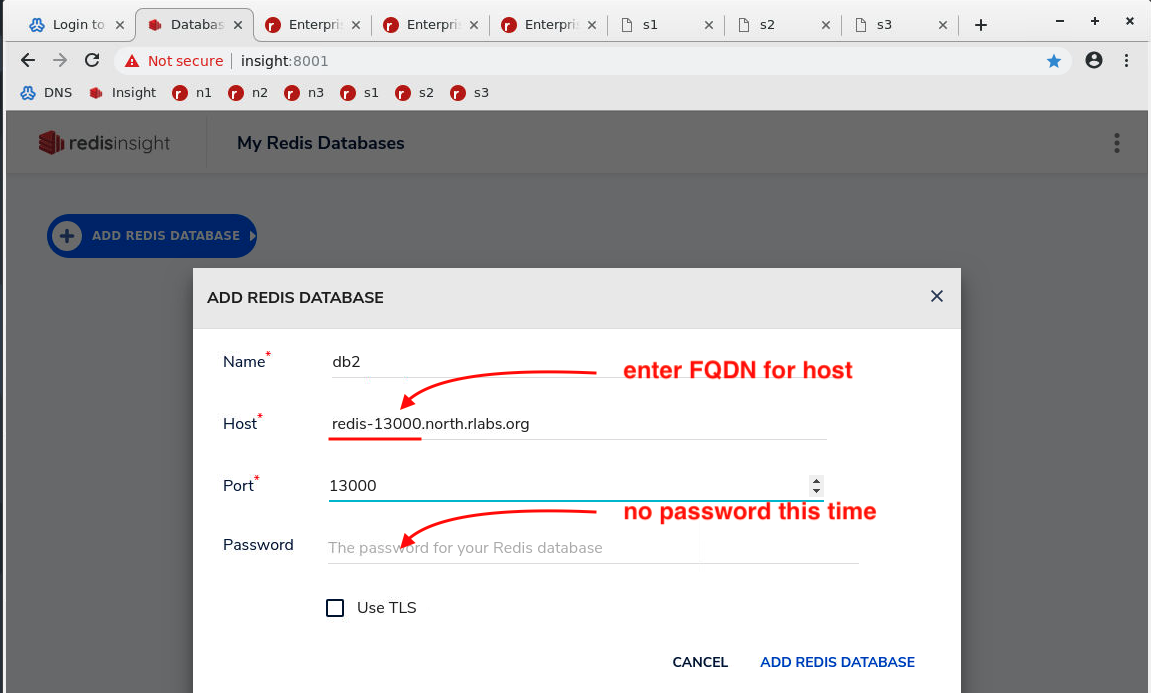 Login to
Databas
Enterpris
Enterpris
Enterpris
s1
s2
s3
Not secure
insight:8001
DNS
Insight
n1
n2
n3
s1
s2
s3
redisinsight
My Redis Databases
ADD REDIS DATABASE
ADD REDIS DATABASE
Name*
db2
enter FQDN for host
Host*
redis-13000.north.rlabs.org
Port*
13000
no password this time
Password
The password for your Redis database
Use TLS
CANCEL
ADD REDIS DATABASE